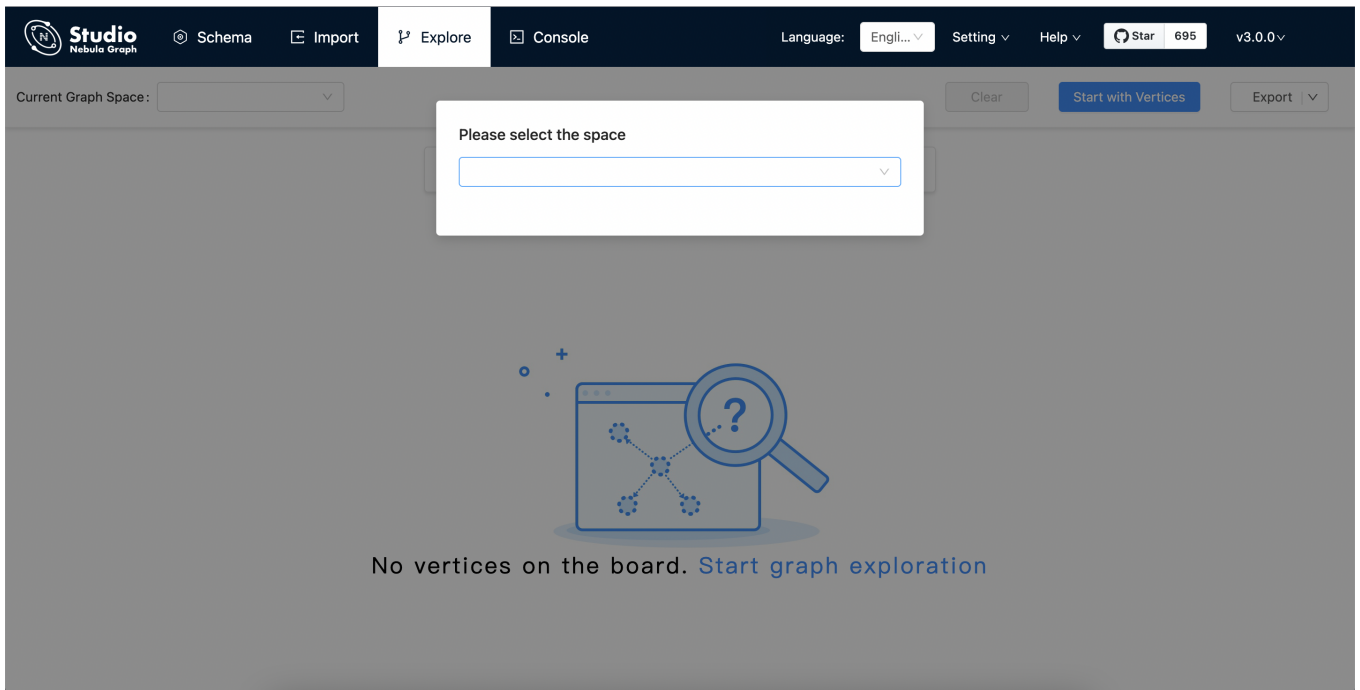 Studio
Nebula Graph
Schema
Import
Explore
Console
Language:
Engli...
Setting
Help
Star
695
v3.0.0
Current Graph Space:
Clear
Start with Vertices
Export
Please select the space
?
No vertices on the board. Start graph exploration